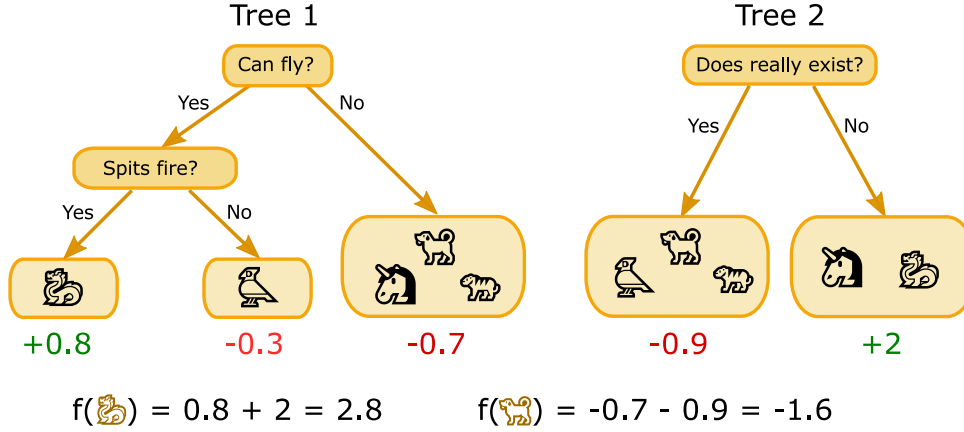 Tree 1
Tree 2
Can fly?
Does really exist?
Yes
No
Yes
No
Spits fire?
Yes
No
+0.8
-0.3
-0.7
-0.9
+2
f( ) = 0.8 + 2 = 2.8
f( ) = -0.7 - 0.9 = -1.6